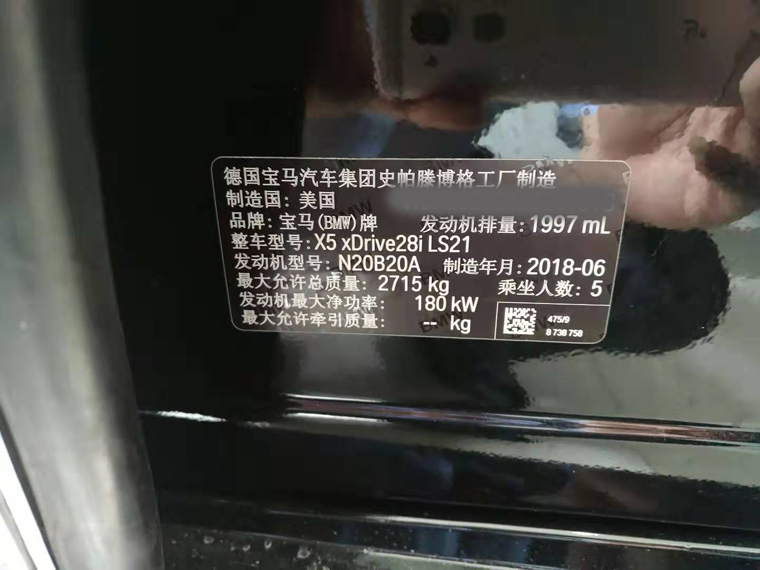 德国宝马汽车集团史帕滕博格工厂制造
制造国: 美国
品牌: 宝马(BMW)牌 发动机排量: 1997 mL
整车型号: X5 xDrive28i LS21
发动机型号: N20B20A 制造年月: 2018-06
最大允许总质量: 2715 kg 乘坐人数: 5
发动机最大净功率: 180 kW
最大允许牵引质量: -- kg
475/9
8 738 758